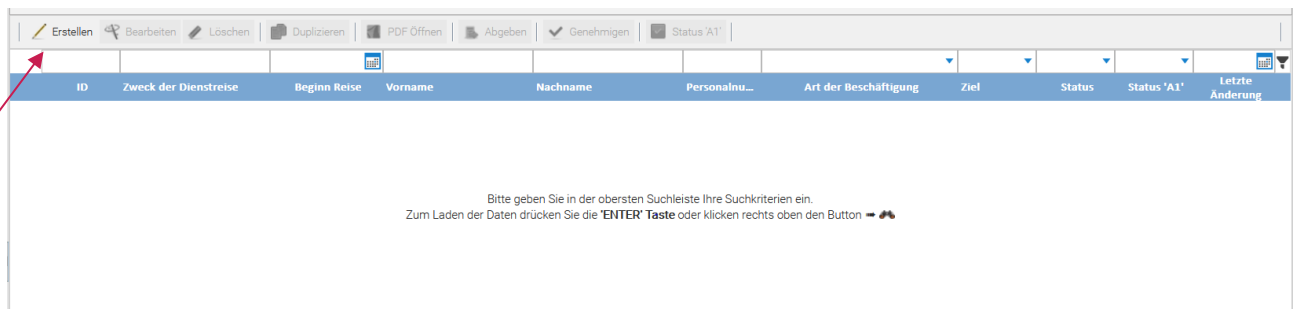 Erstellen Bearbeiten Löschen Duplizieren PDF Öffnen Abgeben Genehmigen Status 'A1'
ID Zweck der Dienstreise Beginn Reise Vorname Nachname Personalnu... Art der Beschäftigung Ziel Status Status 'A1' Letzte Änderung
Bitte geben Sie in der obersten Suchleiste Ihre Suchkriterien ein.
Zum Laden der Daten drücken Sie die 'ENTER' Taste oder klicken rechts oben den Button